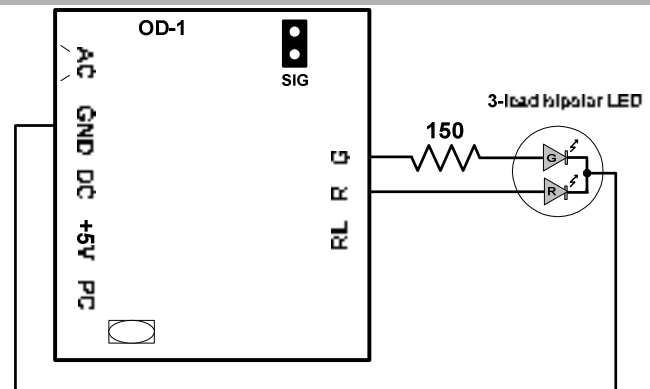 OD-1
SIG
AC
GND
DC
+5V
PC
G
R
RL
150
3-lead bipolar LED
G
R